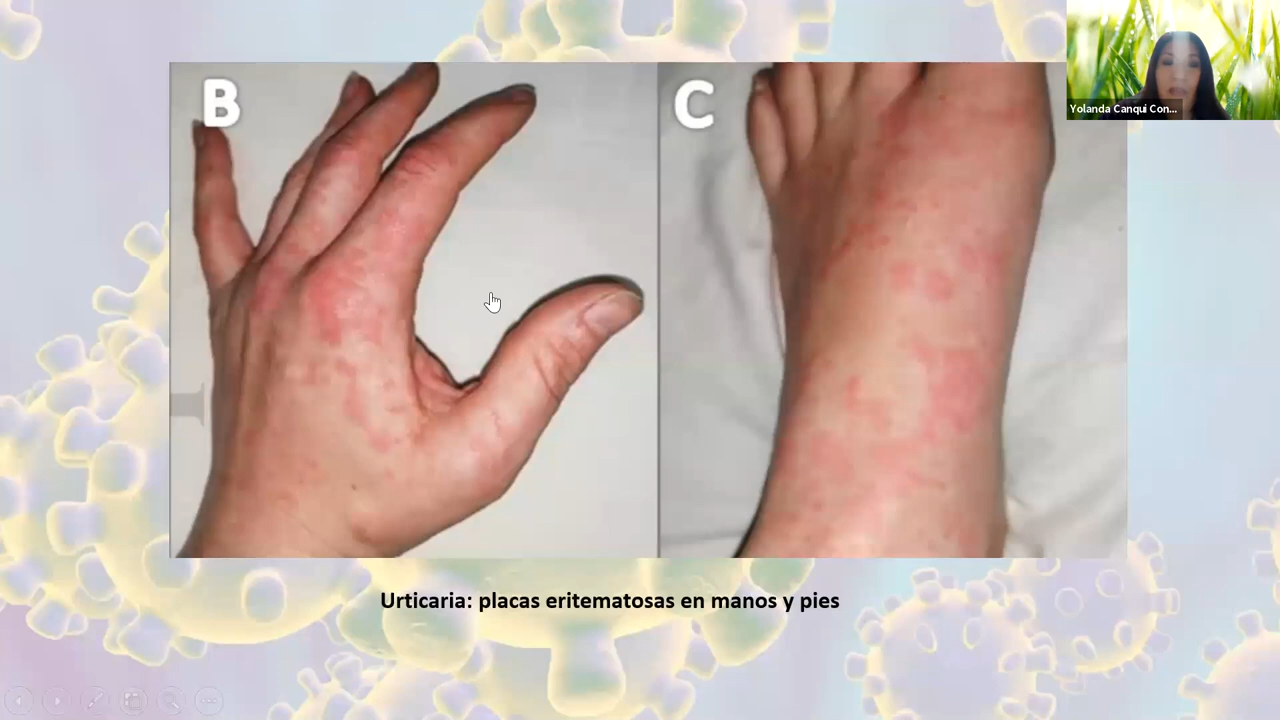 B
C
Yolanda Canqui Con...
Urticaria: placas eritematosas en manos y pies